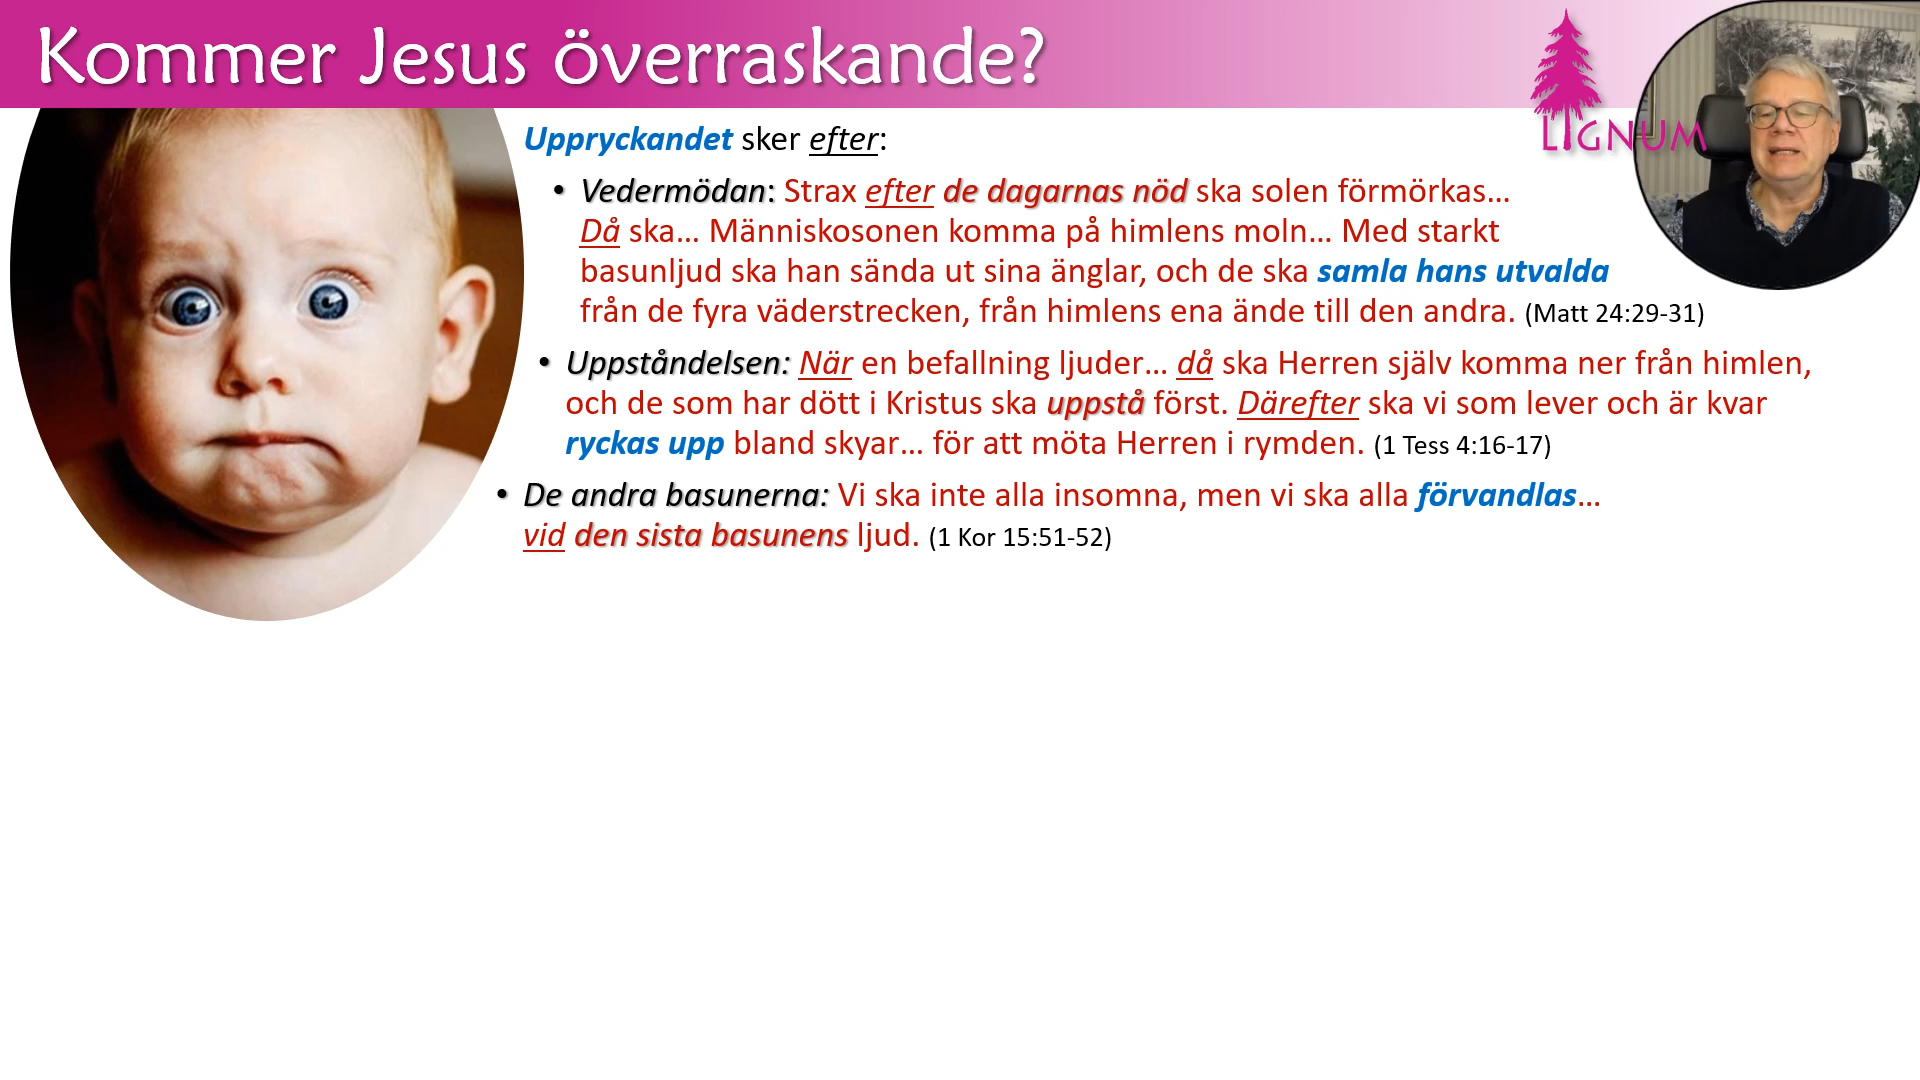 Kommer Jesus överraskande?
LIGNUM
Uppryckandet sker efter:
• Vedermödan: Strax efter de dagarnas nöd ska solen förmörkas…
Då ska… Människosonen komma på himlens moln… Med starkt
basunljud ska han sända ut sina änglar, och de ska samla hans utvalda
från de fyra väderstrecken, från himlens ena ände till den andra. (Matt 24:29-31)
• Uppståndelsen: När en befallning ljuder… då ska Herren själv komma ner från himlen,
och de som har dött i Kristus ska uppstå först. Därefter ska vi som lever och är kvar
ryckas upp bland skyar… för att möta Herren i rymden. (1 Tess 4:16-17)
• De andra basunerna: Vi ska inte alla insomna, men vi ska alla förvandlas…
vid den sista basunens ljud. (1 Kor 15:51-52)